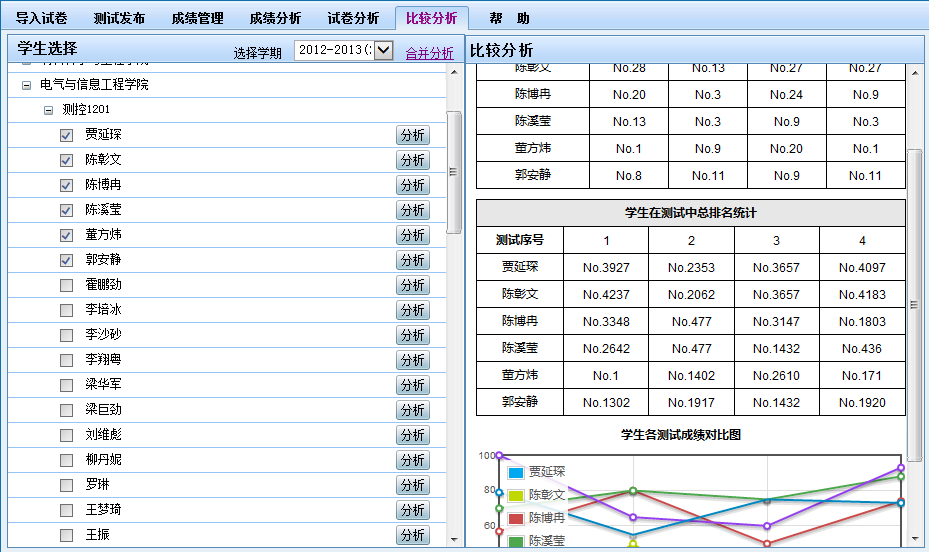 导入试卷 测试发布 成绩管理 成绩分析 试卷分析 比较分析 帮 助
学生选择 选择学期 2012-2013(2 合并分析
电气与信息工程学院
测控1201
贾延琛 分析
陈彰文 分析
陈博冉 分析
陈溪莹 分析
董方炜 分析
郭安静 分析
霍鹏劲 分析
李培冰 分析
李沙砂 分析
李翔粤 分析
梁华军 分析
梁巨劲 分析
刘维彪 分析
柳丹妮 分析
罗琳 分析
王梦琦 分析
王振 分析
比较分析
陈彰文 No.28 No.13 No.27 No.27
陈博冉 No.20 No.3 No.24 No.9
陈溪莹 No.13 No.3 No.9 No.3
董方炜 No.1 No.9 No.20 No.1
郭安静 No.8 No.11 No.9 No.11
学生在测试中总排名统计
测试序号 1 2 3 4
贾延琛 No.3927 No.2353 No.3657 No.4097
陈彰文 No.4237 No.2062 No.3657 No.4183
陈博冉 No.3348 No.477 No.3147 No.1803
陈溪莹 No.2642 No.477 No.1432 No.436
董方炜 No.1 No.1402 No.2610 No.171
郭安静 No.1302 No.1917 No.1432 No.1920
学生各测试成绩对比图
100
贾延琛
80
陈彰文
陈博冉
60
陈溪莹